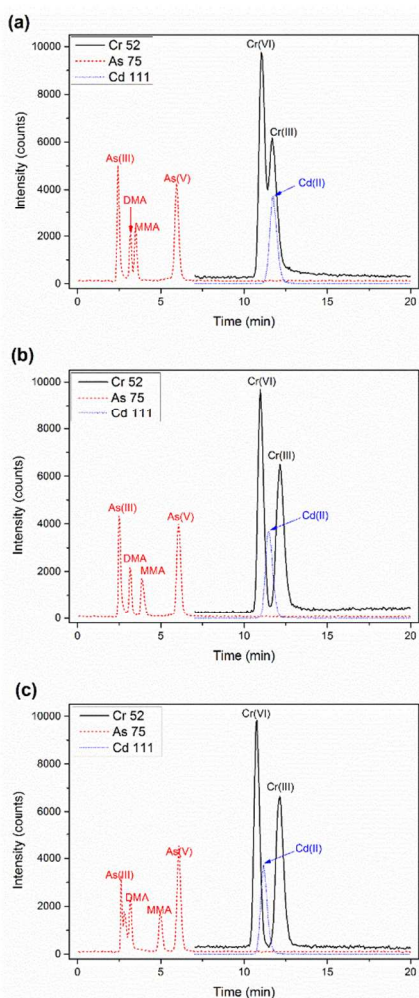 (a)
Cr 52
As 75
Cd 111
Cr(VI)
Cr(III)
Cd(II)
As(III)
DMA
MMA
As(V)
10000
8000
6000
4000
2000
0
Intensity (counts)
0 5 10 15 20
Time (min)
(b)
Cr 52
As 75
Cd 111
Cr(VI)
Cr(III)
Cd(II)
As(III)
DMA
MMA
As(V)
10000
8000
6000
4000
2000
0
Intensity (counts)
0 5 10 15 20
Time (min)
(c)
Cr 52
As 75
Cd 111
Cr(VI)
Cr(III)
Cd(II)
As(III)
DMA
MMA
As(V)
10000
8000
6000
4000
2000
0
Intensity (counts)
0 5 10 15 20
Time (min)